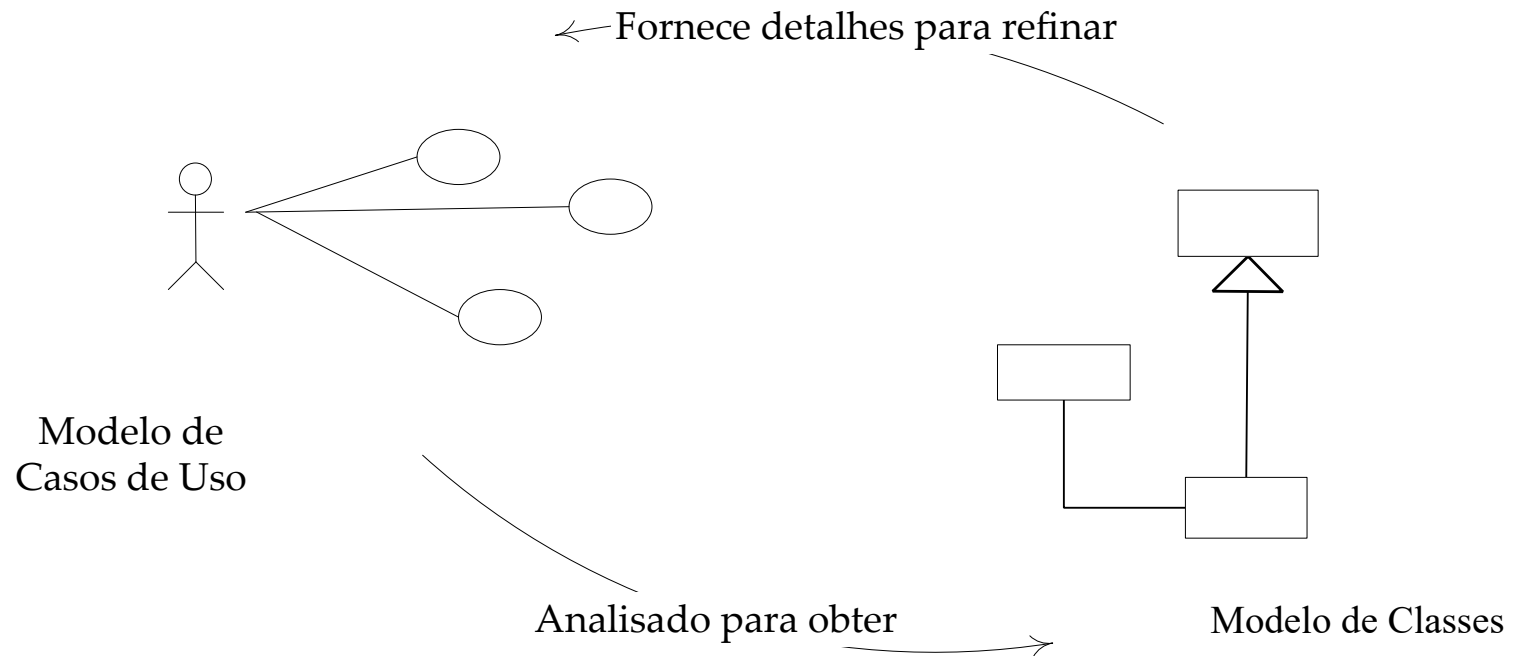 Fornece detalhes para refinar
Modelo de
Casos de Uso
Analisado para obter
Modelo de Classes